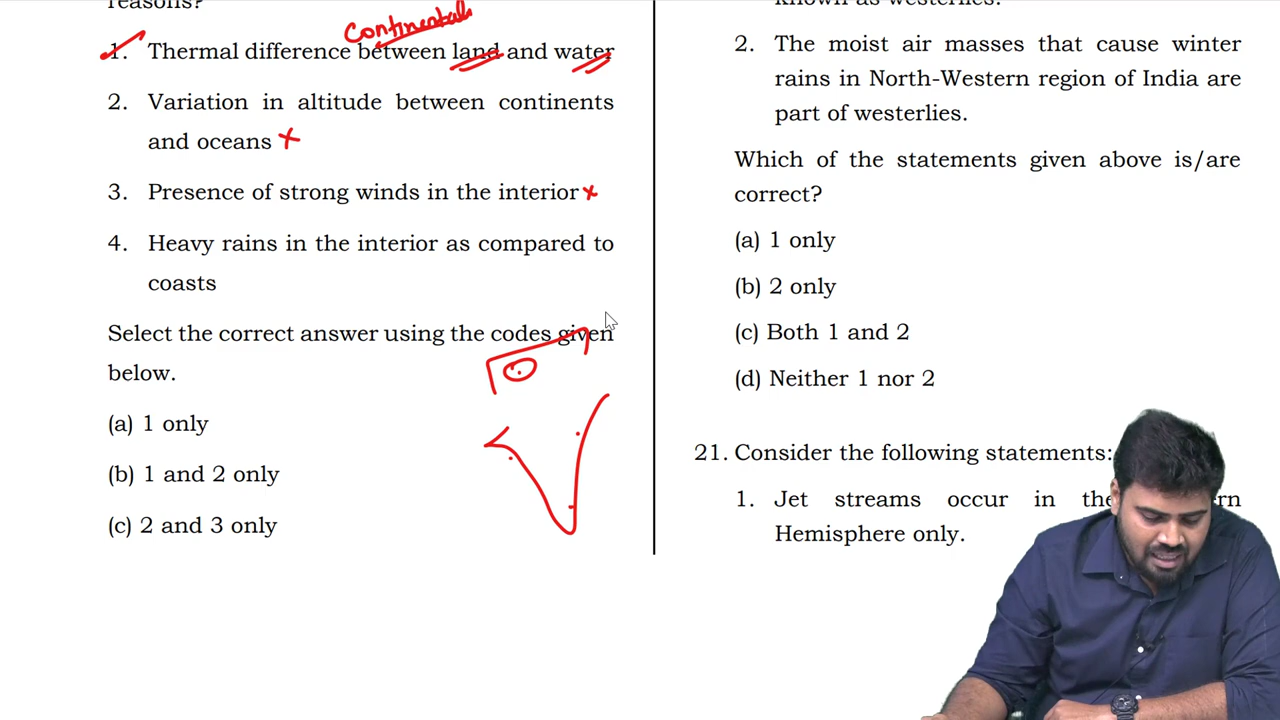 reasons?
Continental
1. Thermal difference between land and water
2. Variation in altitude between continents
and oceans
3. Presence of strong winds in the interior
4. Heavy rains in the interior as compared to
coasts
Select the correct answer using the codes given
below.
(a) 1 only
(b) 1 and 2 only
(c) 2 and 3 only
known as westerlies.
2. The moist air masses that cause winter
rains in North-Western region of India are
part of westerlies.
Which of the statements given above is/are
correct?
(a) 1 only
(b) 2 only
(c) Both 1 and 2
(d) Neither 1 nor 2
21. Consider the following statements:
1. Jet streams occur in the
Hemisphere only.